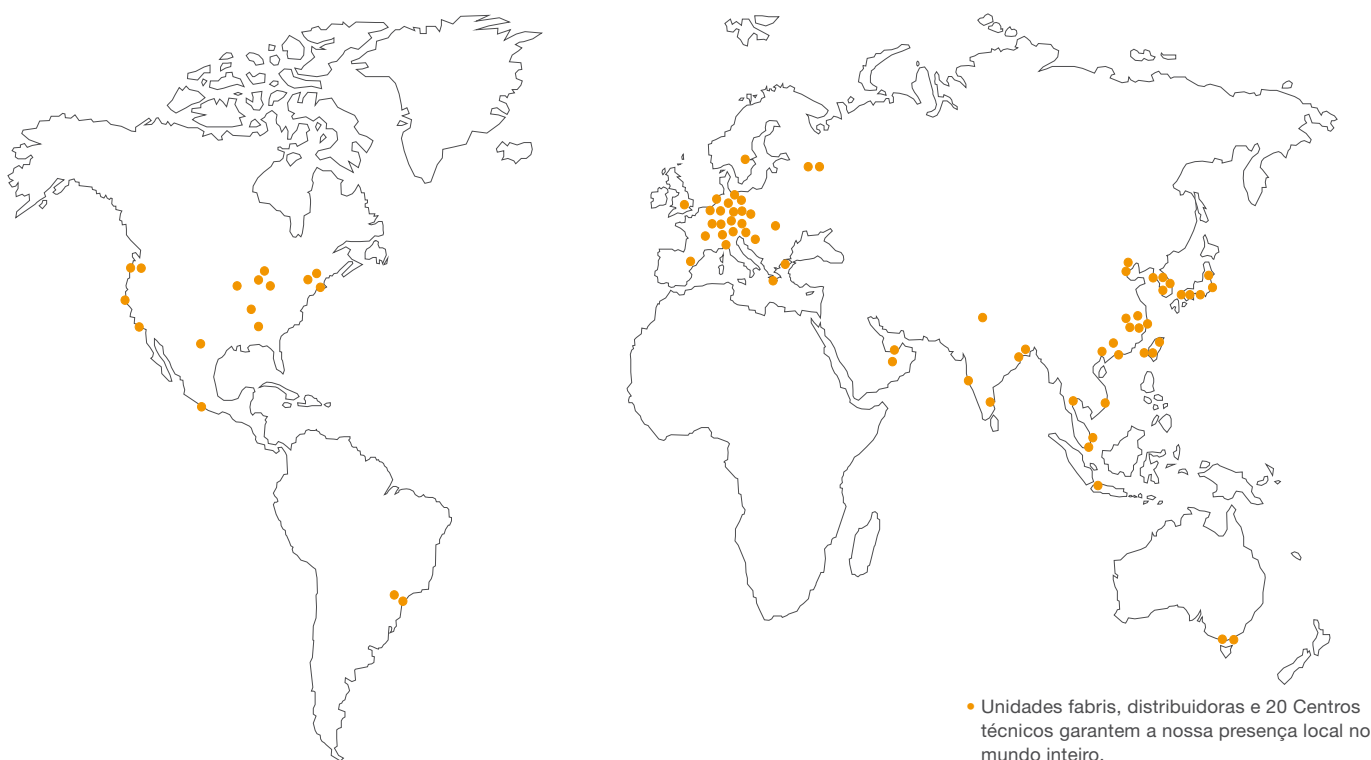 Unidades fabris, distribuidoras e 20 Centros
técnicos garantem a nossa presença local no
mundo inteiro.